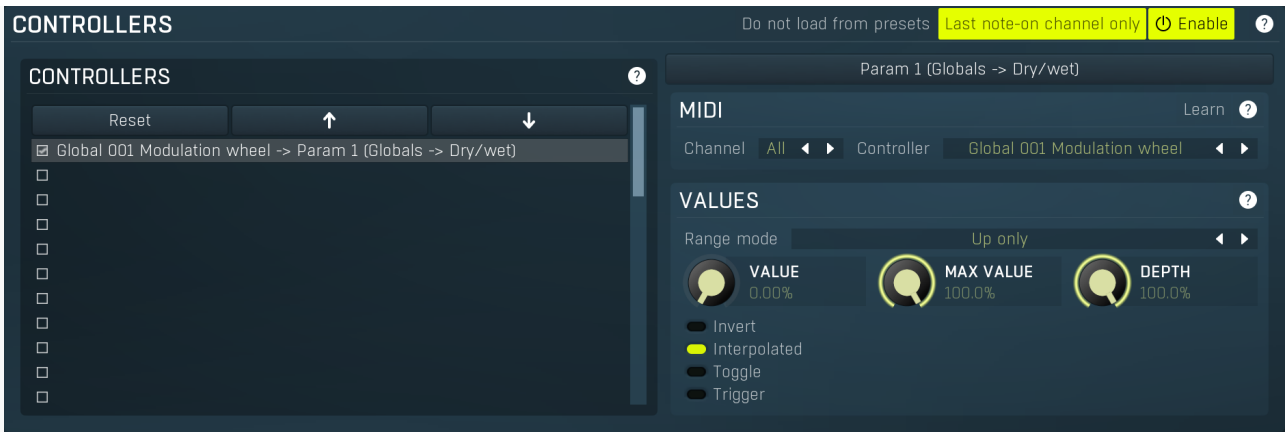 CONTROLLERS
Do not load from presets Last note-on channel only Enable ?
CONTROLLERS ?
Reset
Global 001 Modulation wheel -> Param 1 (Globals -> Dry/wet)
Param 1 (Globals -> Dry/wet)
MIDI Learn ?
Channel All Controller Global 001 Modulation wheel
VALUES ?
Range mode Up only
VALUE MAX VALUE DEPTH
0.00% 100.0% 100.0%
Invert
Interpolated
Toggle
Trigger